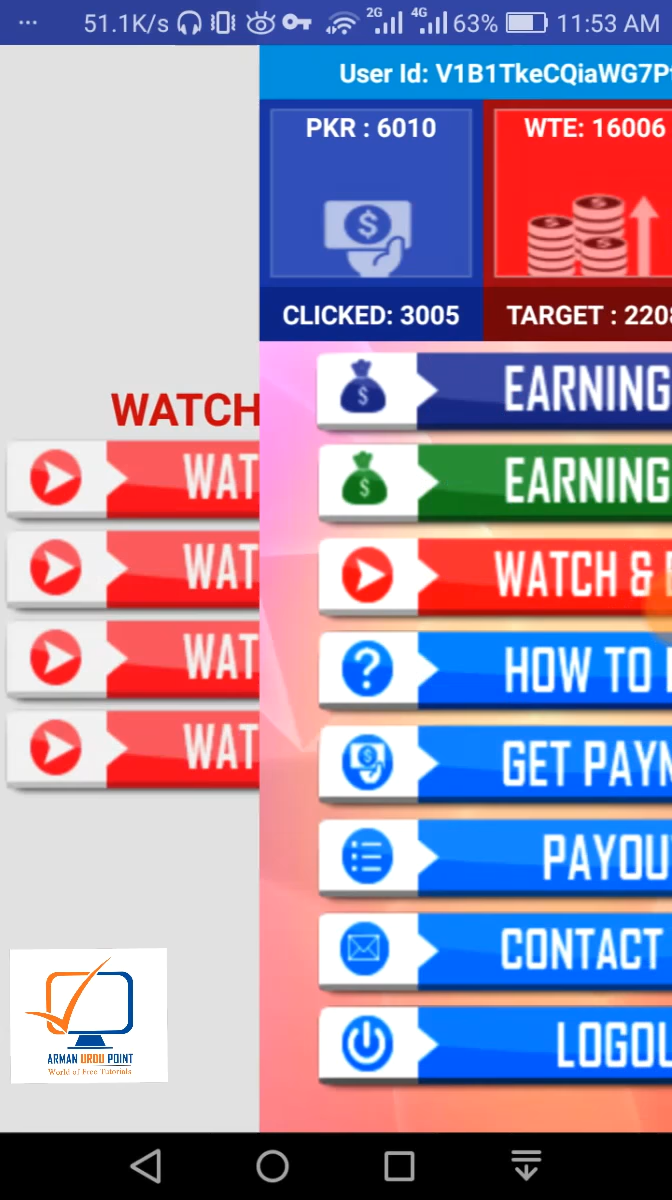 ... 51.1K/s 2G 4G 63% 11:53 AM
User Id: V1B1TkeCQiaWG7P
PKR : 6010
WTE: 16006
CLICKED: 3005
TARGET : 220
WATCH
EARNING
WAT
EARNING
WAT
WATCH &
WAT
HOW TO
WAT
GET PAYM
PAYOU
CONTACT
LOGOU
ARMAN URDU POINT
World of Free Tutorials